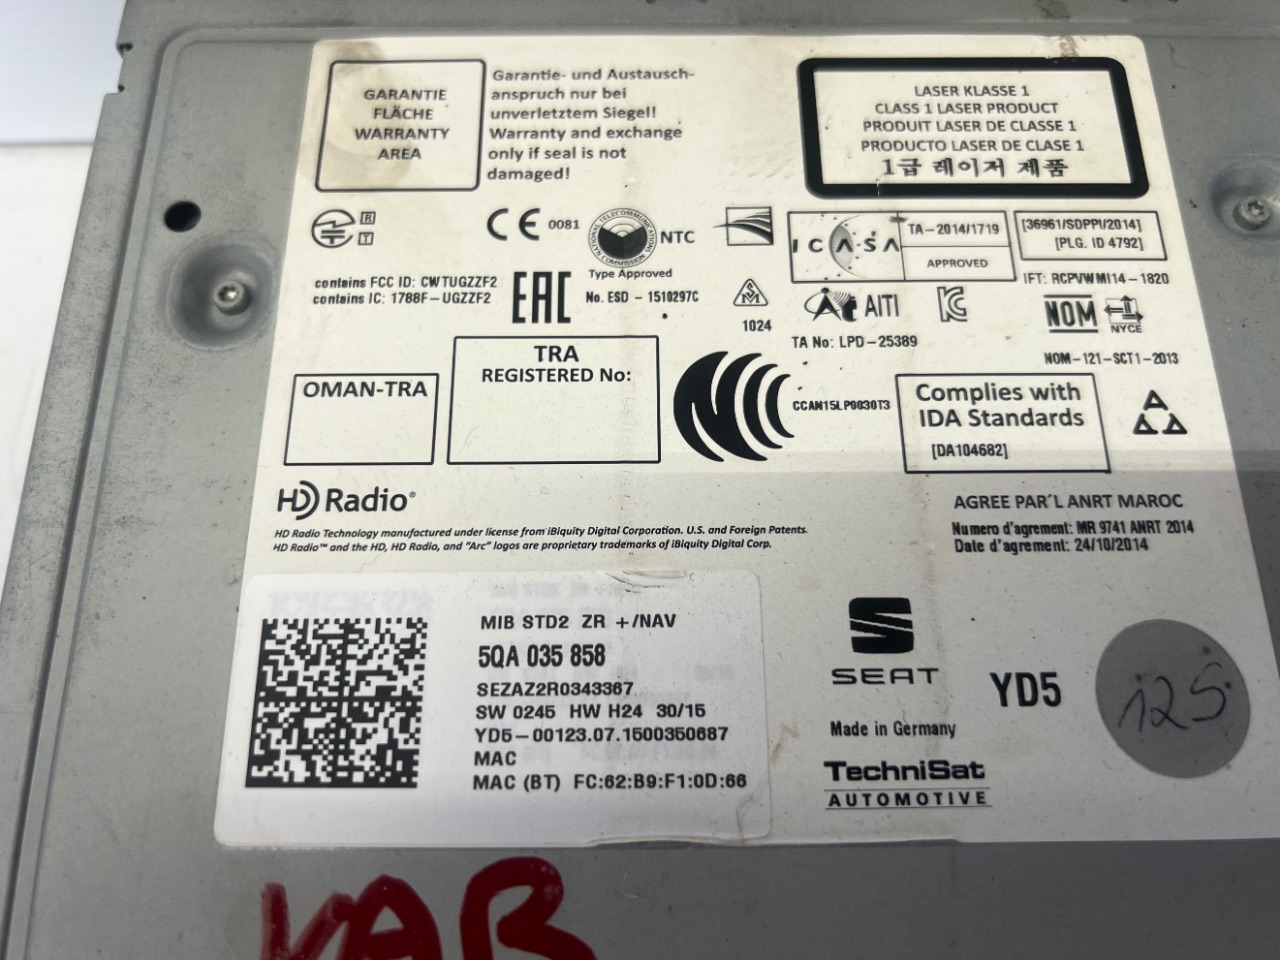 GARANTIE
FLÄCHE
WARRANTY
AREA
Garantie- und Austausch-
anspruch nur bei
unverletztem Siegel!
Warranty and exchange
only if seal is not
damaged!
LASER KLASSE 1
CLASS 1 LASER PRODUCT
PRODUIT LASER DE CLASSE 1
PRODUCTO LASER DE CLASE 1
1급 레이저 제품
R
T
CE 0081
NATIONAL TELECOMMUNICATIONS COMMISSION
NTC
Type Approved
No. ESD - 1510297C
ICASA
TA-2014/1719
APPROVED
[36961/SDPPI/2014]
[PLG. ID 4792]
contains FCC ID: CWTUGZZF2
contains IC: 1788F-UGZZF2
EAC
1024
AITI
TA No: LPD-25389
IFT: RCPVWMI14-1820
NOM
NYCE
NOM-121-SCT1-2013
OMAN-TRA
TRA
REGISTERED No:
CCAN15LP0030T3
Complies with
IDA Standards
[DA104682]
HD Radio®
HD Radio Technology manufactured under license from iBiquity Digital Corporation. U.S. and Foreign Patents.
HD Radio™ and the HD, HD Radio, and "Arc" logos are proprietary trademarks of iBiquity Digital Corp.
AGREE PAR'L ANRT MAROC
Numero d'agrement: MR 9741 ANRT 2014
Date d'agrement: 24/10/2014
MIB STD2 ZR +/NAV
5QA 035 858
SEZAZ2R0343367
SW 0245 HW H24 30/15
YD5-00123.07.1500350687
MAC
MAC (BT) FC:62:B9:F1:0D:66
SEAT
YD5
125
Made in Germany
TechniSat
AUTOMOTIVE